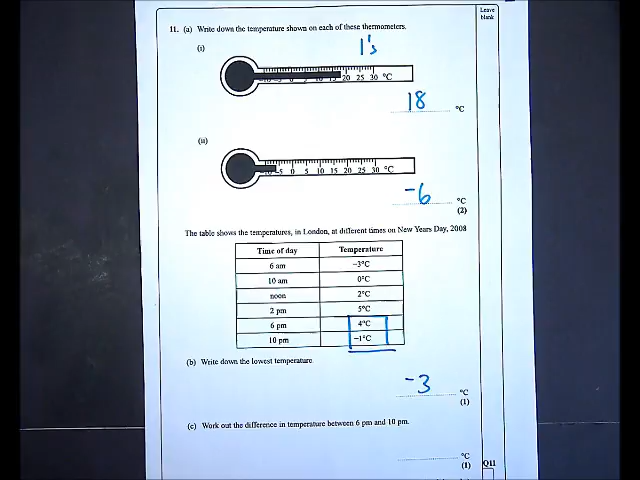 Leave
blank
11. (a) Write down the temperature shown on each of these thermometers.
(i)
1's
-5 0 5 10 15 20 25 30 °C
18 °C
(ii)
-5 0 5 10 15 20 25 30 °C
-6 °C
(2)
The table shows the temperatures, in London, at different times on New Years Day, 2008
Time of day Temperature
6 am -3°C
10 am 0°C
noon 2°C
2 pm 5°C
6 pm 4°C
10 pm -1°C
(b) Write down the lowest temperature
-3 °C
(1)
(c) Work out the difference in temperature between 6 pm and 10 pm.
°C
(1)
Q11